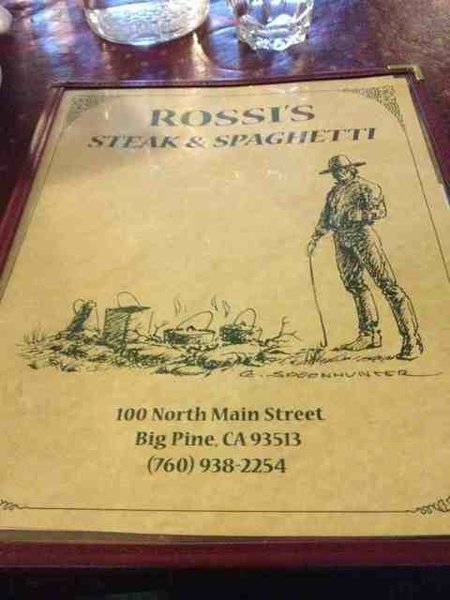 ROSSI'S
STEAK & SPAGHETTI
G. SPOONHUNTER
100 North Main Street
Big Pine, CA 93513
(760) 938-2254